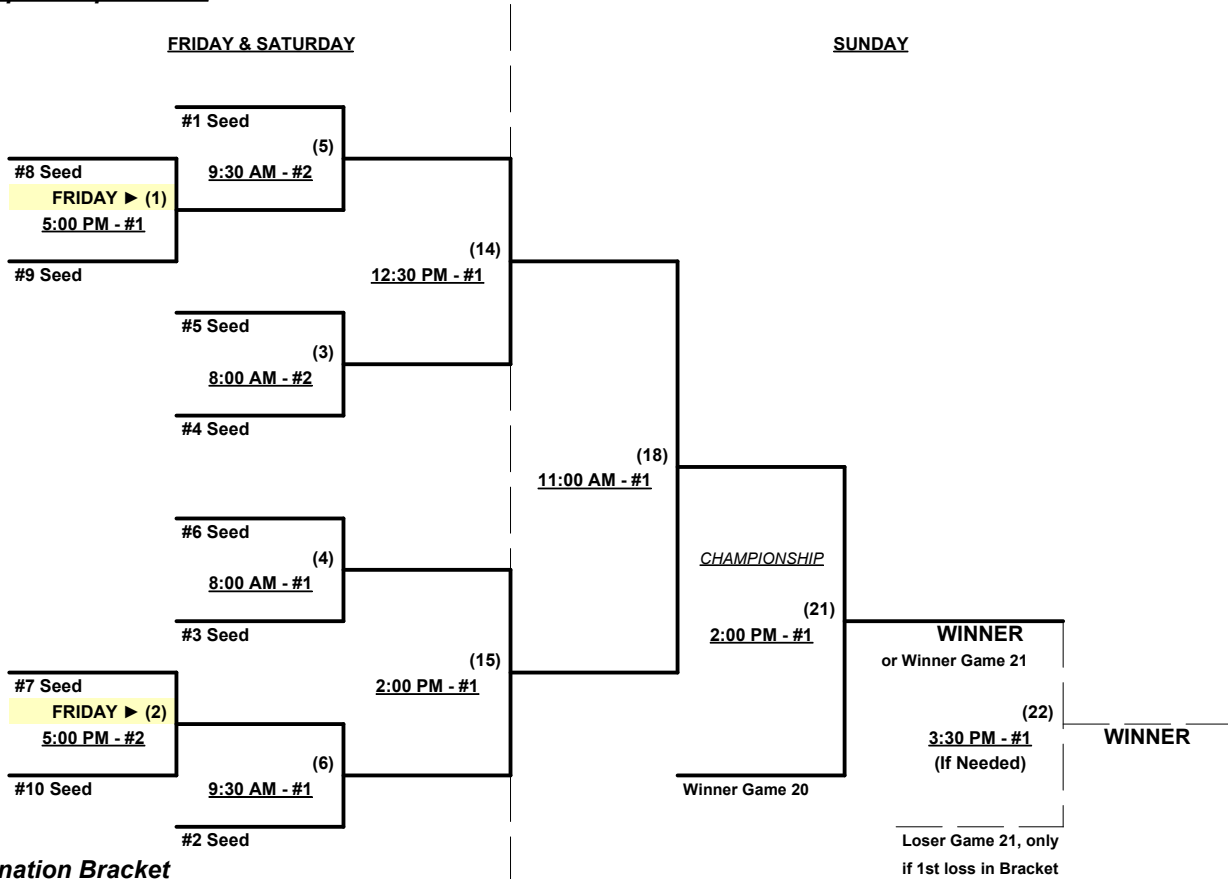 FRIDAY & SATURDAY
SUNDAY
#1 Seed
(5)
9:30 AM - #2
#8 Seed
FRIDAY ► (1)
5:00 PM - #1
#9 Seed
(14)
12:30 PM - #1
#5 Seed
(3)
8:00 AM - #2
#4 Seed
(18)
11:00 AM - #1
#6 Seed
(4)
8:00 AM - #1
#3 Seed
CHAMPIONSHIP
(21)
2:00 PM - #1
WINNER
or Winner Game 21
(15)
2:00 PM - #1
#7 Seed
FRIDAY ► (2)
5:00 PM - #2
#10 Seed
(6)
9:30 AM - #1
#2 Seed
(22)
3:30 PM - #1
(If Needed)
WINNER
Winner Game 20
Loser Game 21, only
if 1st loss in Bracket
nation Bracket